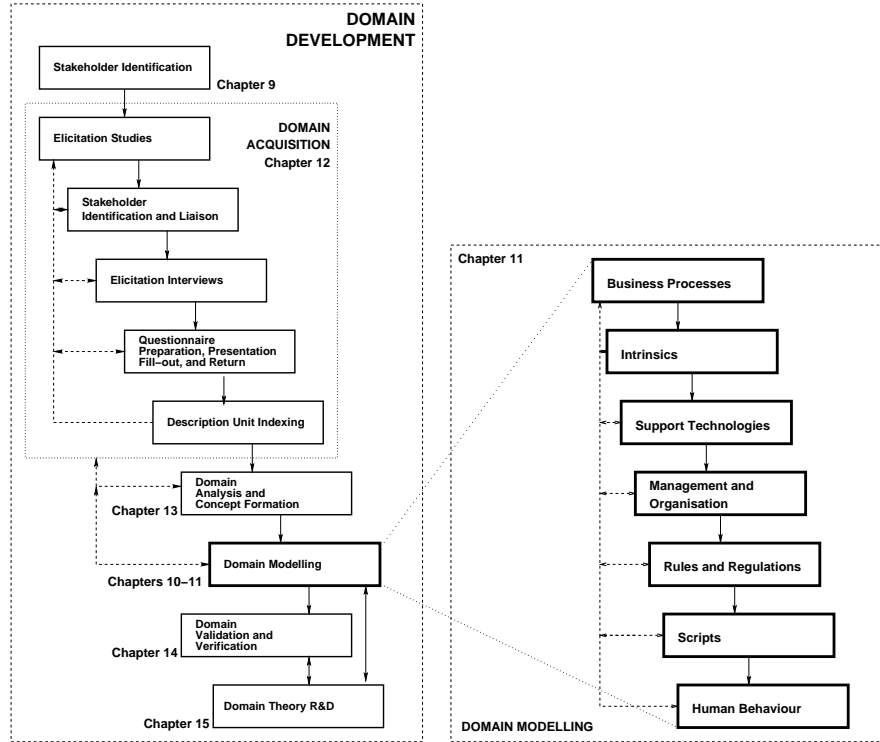 DOMAIN
DEVELOPMENT
Stakeholder Identification
Chapter 9
Elicitation Studies
DOMAIN
ACQUISITION
Chapter 12
Stakeholder
Identification and Liaison
Elicitation Interviews
Questionnaire
Preparation, Presentation
Fill−out, and Return
Description Unit Indexing
Domain
Analysis and
Concept Formation
Chapter 13
Domain Modelling
Chapters 10−11
Domain
Validation and
Verification
Chapter 14
Domain Theory R&D
Chapter 15
Chapter 11
Business Processes
Intrinsics
Support Technologies
Management and
Organisation
Rules and Regulations
Scripts
Human Behaviour
DOMAIN MODELLING